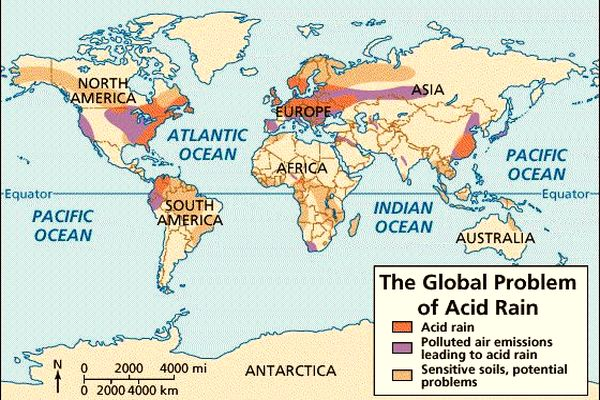 NORTH
AMERICA
EUROPE
ASIA
ATLANTIC
OCEAN
AFRICA
PACIFIC
OCEAN
Equator
Equator
SOUTH
AMERICA
PACIFIC
OCEAN
INDIAN
OCEAN
AUSTRALIA
The Global Problem
of Acid Rain
Acid rain
Polluted air emissions
leading to acid rain
Sensitive soils, potential
problems
N
0 2000 4000 mi
0 2000 4000 km
ANTARCTICA